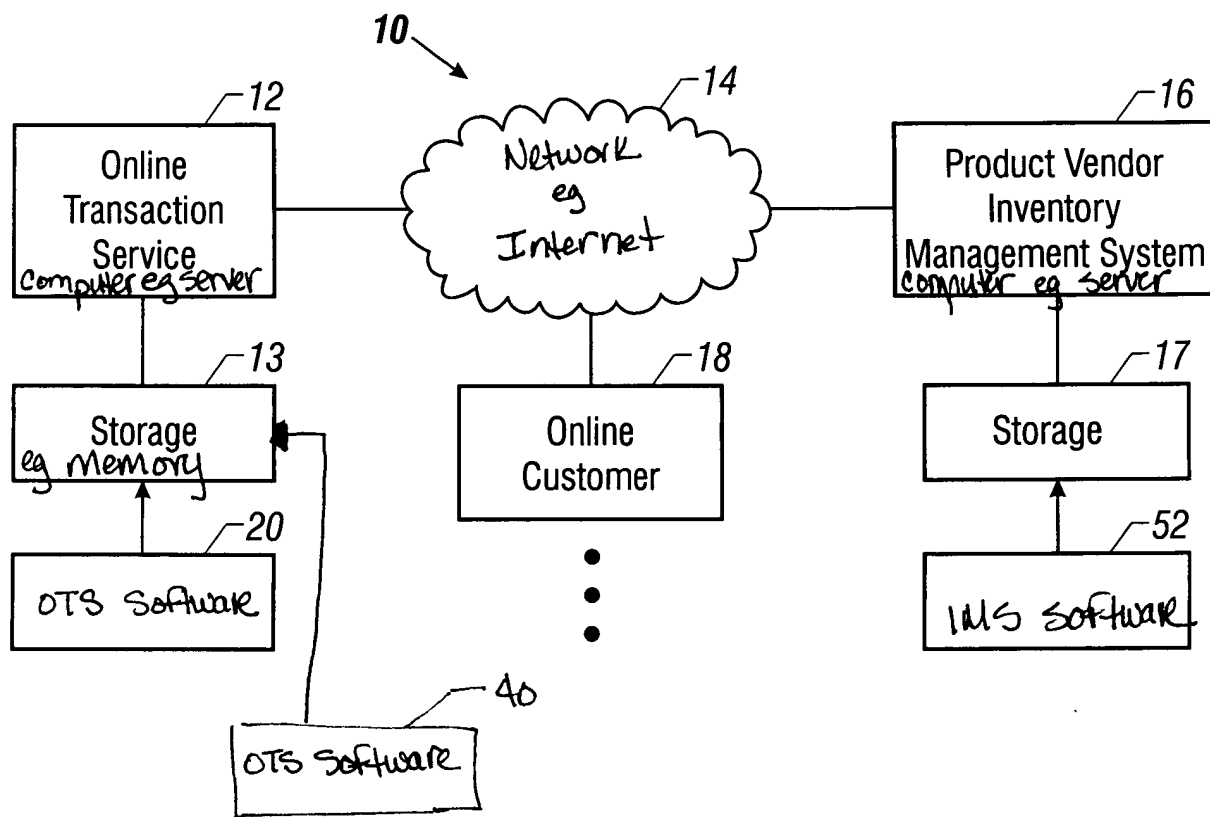 10
12
14
16
Online
Transaction
Service
computer eg server
Network
eg
Internet
Product Vendor
Inventory
Management System
computer eg server
13
18
17
Storage
eg memory
Online
Customer
Storage
20
52
OTS Software
IMS Software
40
OTS Software